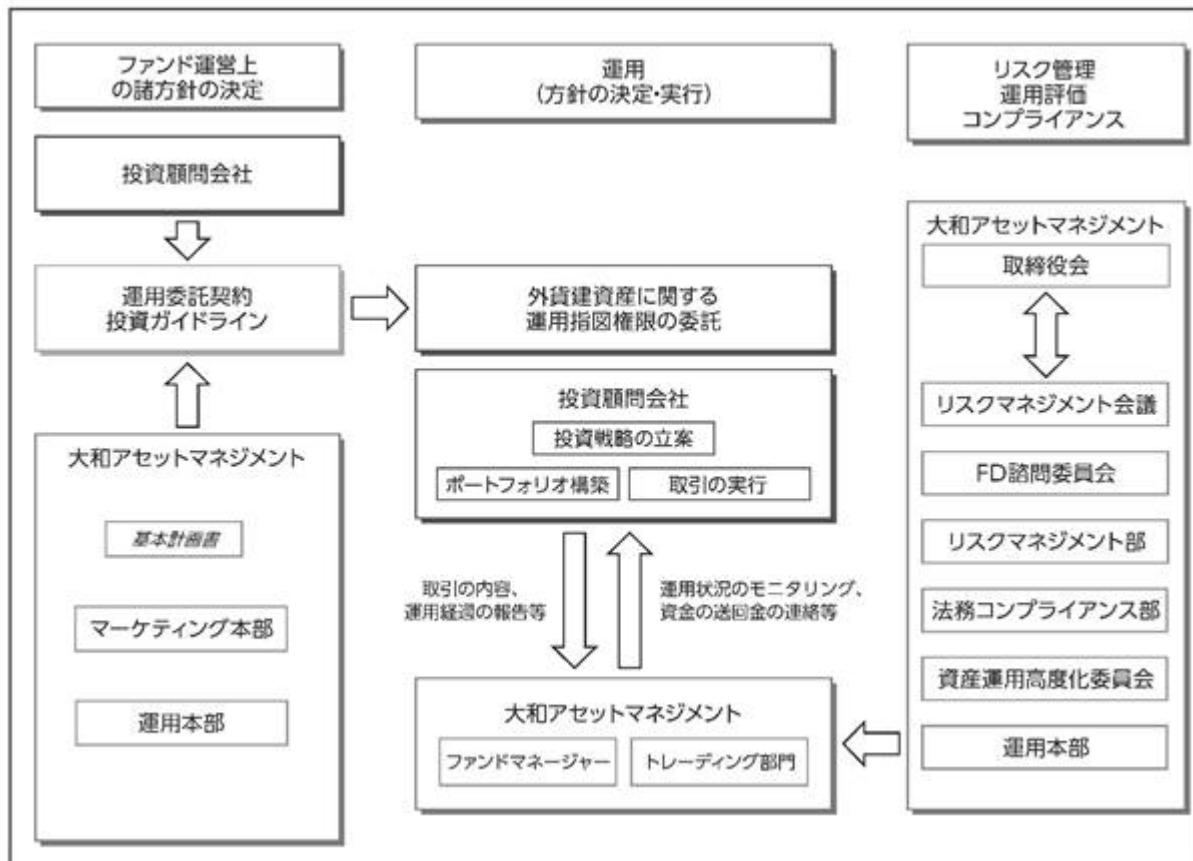 ファンド運営上
の諸方針の決定
運用
(方針の決定・実行)
リスク管理
運用評価
コンプライアンス
投資顧問会社
運用委託契約
投資ガイドライン
大和アセットマネジメント
基本計画書
マーケティング本部
運用本部
外貨建資産に関する
運用指図権限の委託
投資顧問会社
投資戦略の立案
ポートフォリオ構築
取引の実行
取引の内容、
運用経過の報告等
運用状況のモニタリング、
資金の送回金の連絡等
大和アセットマネジメント
ファンドマネージャー
トレーディング部門
大和アセットマネジメント
取締役会
リスクマネジメント会議
FD諮問委員会
リスクマネジメント部
法務コンプライアンス部
資産運用高度化委員会
運用本部